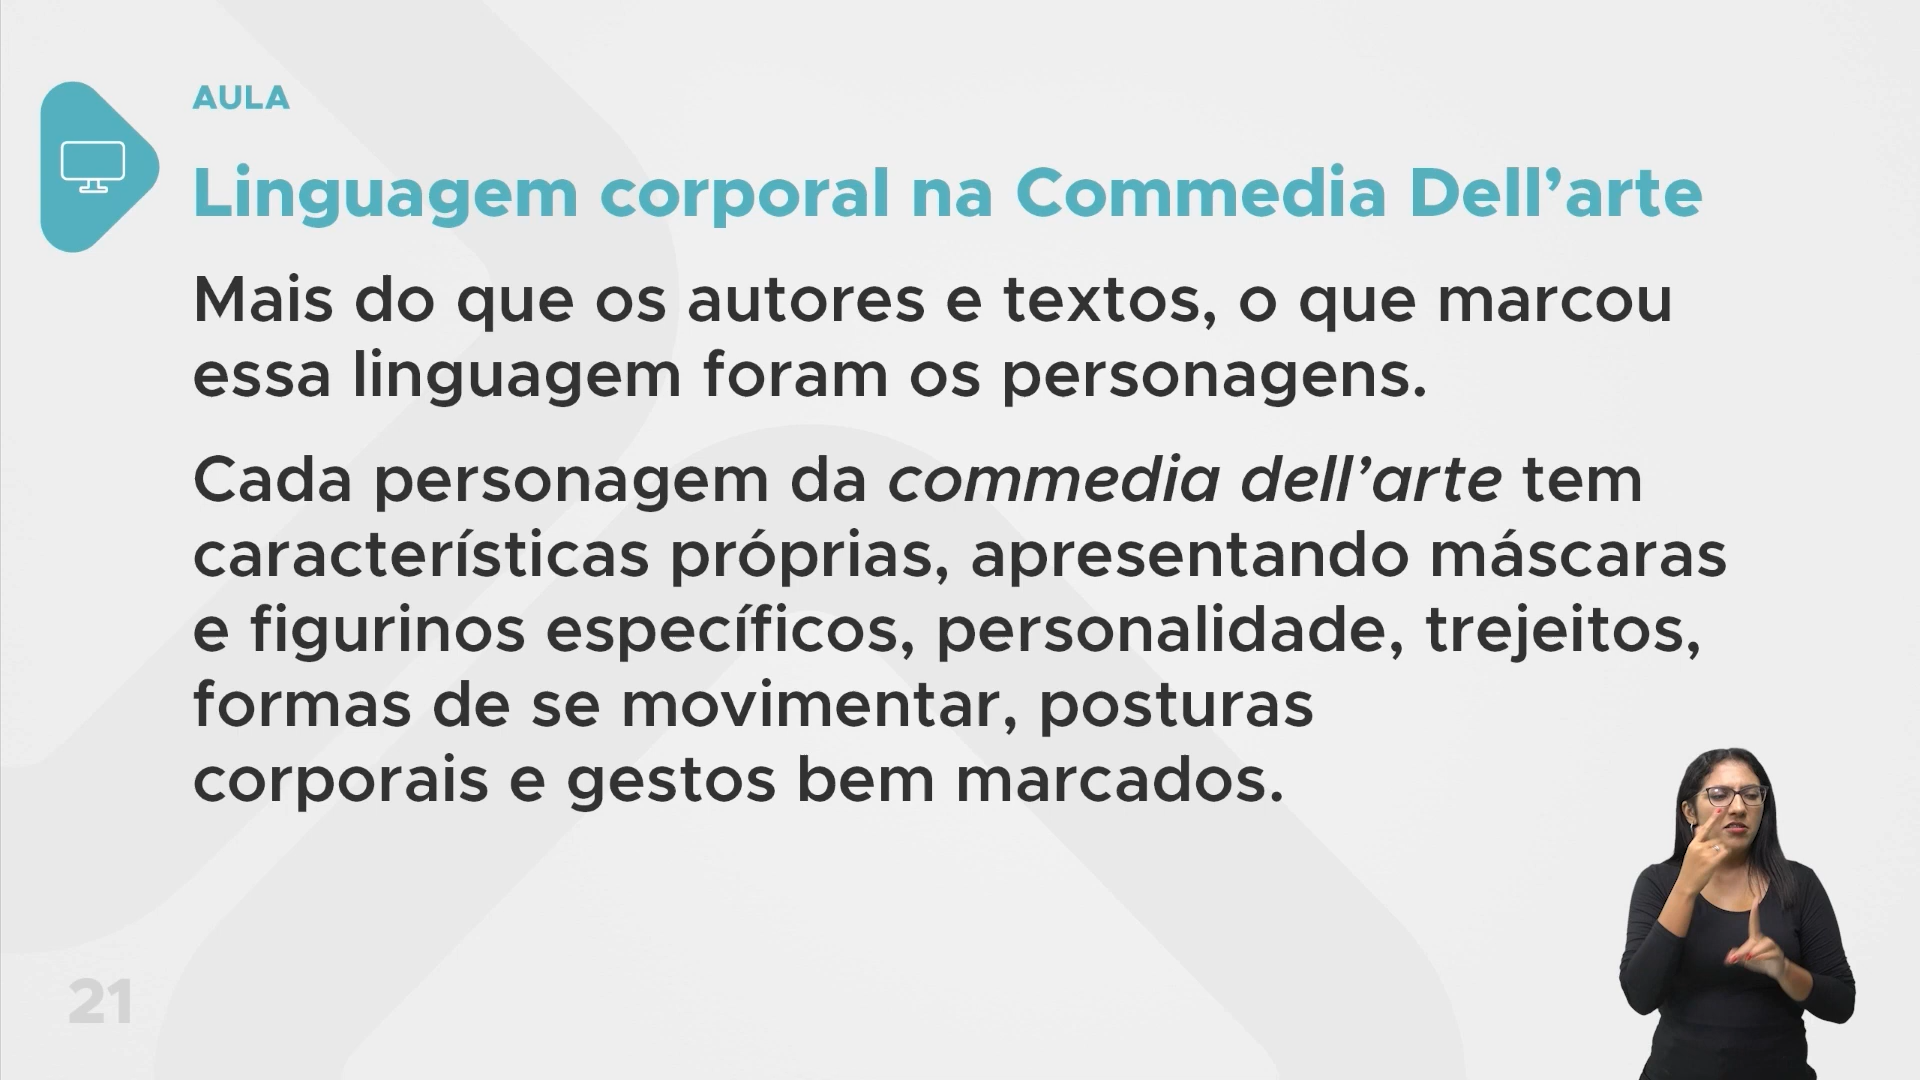 AULA
Linguagem corporal na Commedia Dell’arte
Mais do que os autores e textos, o que marcou
essa linguagem foram os personagens.
Cada personagem da commedia dell’arte tem
características próprias, apresentando máscaras
e figurinos específicos, personalidade, trejeitos,
formas de se movimentar, posturas
corporais e gestos bem marcados.
21